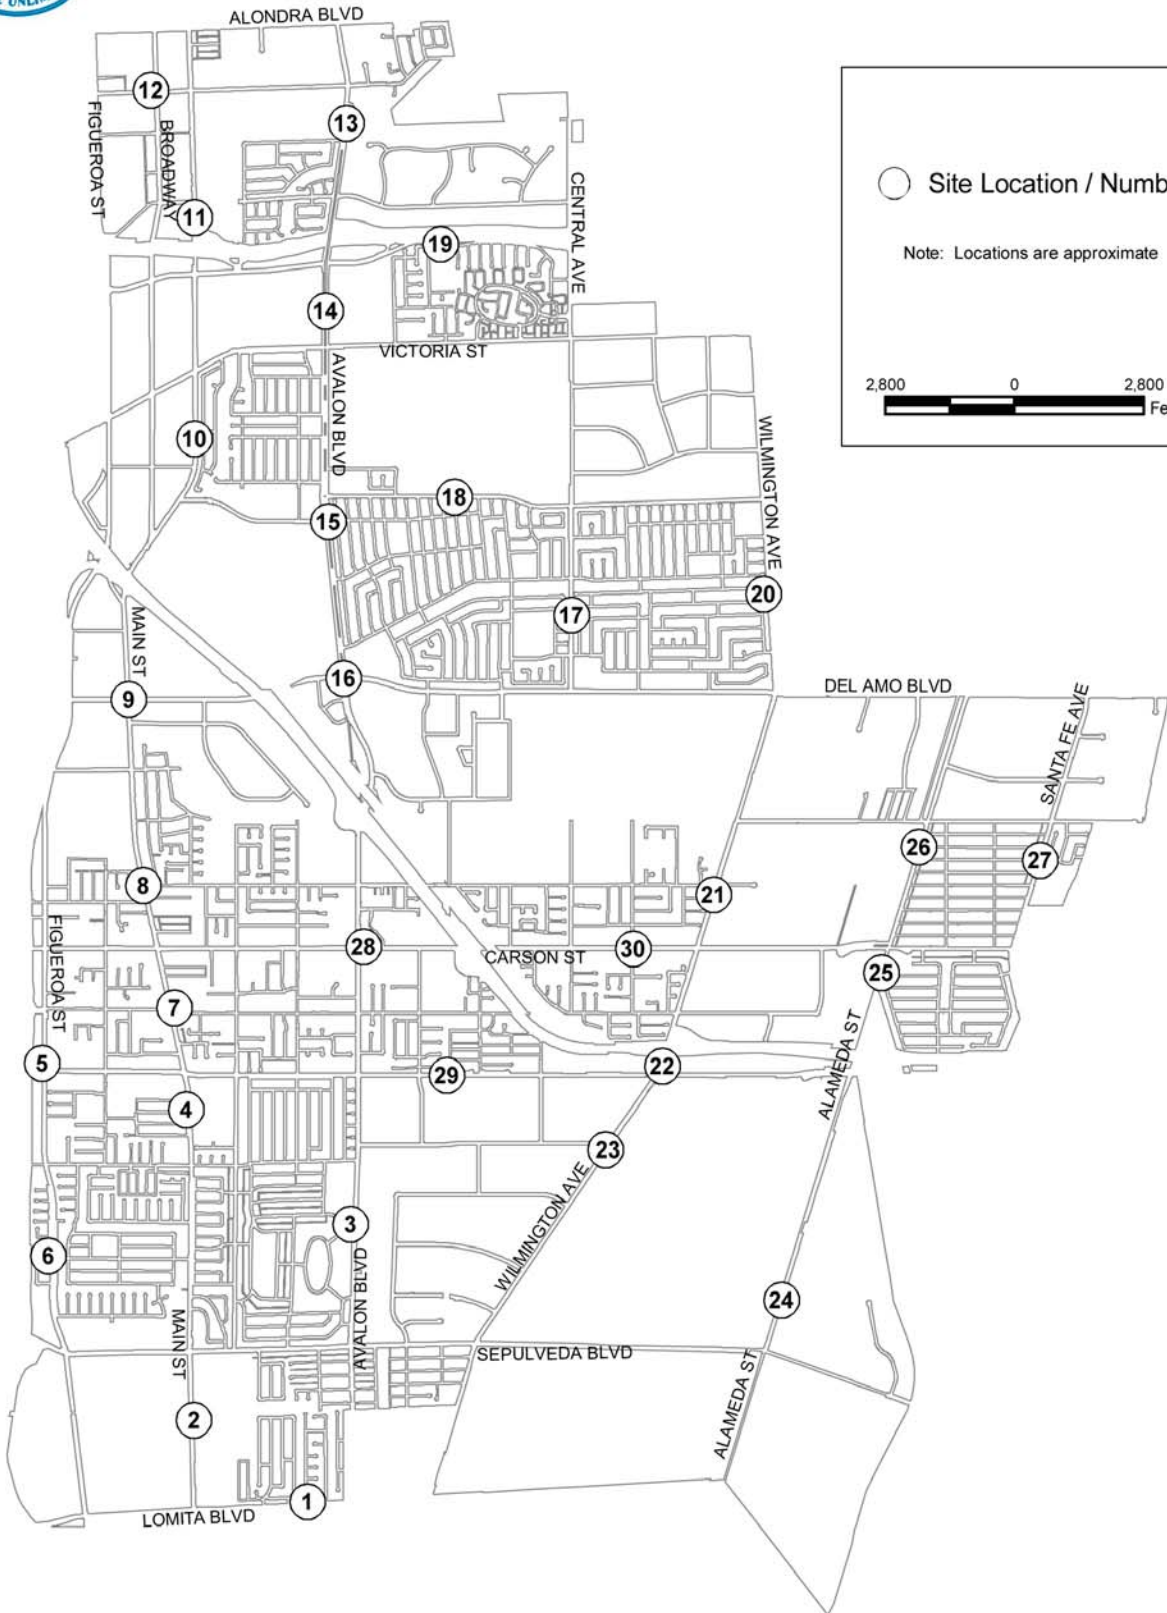 ALONDRA BLVD
12
13
FIGUEROA ST
BROADWAY
CENTRAL AVE
11
19
14
VICTORIA ST
AVALON BLVD
10
WILMINGTON AVE
18
15
20
17
MAIN ST
16
9
DEL AMO BLVD
SANTA FE AVE
26
27
8
21
FIGUEROA ST
28
30
CARSON ST
25
7
5
22
29
ALAMEDA ST
4
23
WILMINGTON AVE
3
6
AVALON BLVD
24
MAIN ST
SEPULVEDA BLVD
ALAMEDA ST
2
1
LOMITA BLVD
Site Location / Numb
Note: Locations are approximate
2,800 0 2,800
Fe